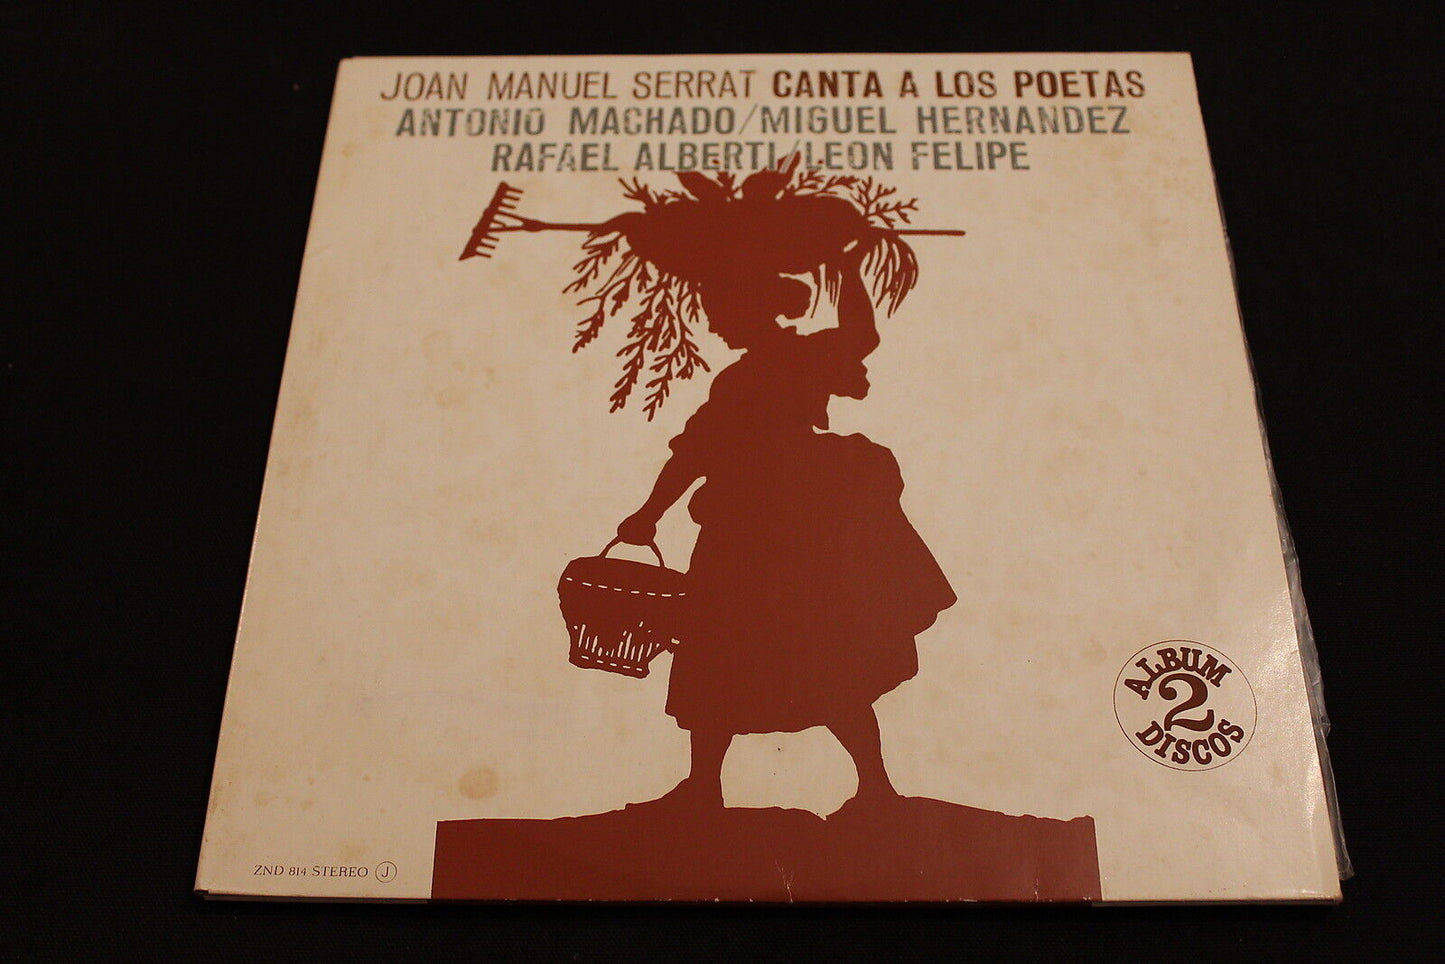 JOAN MANUEL SERRAT CANTA A LOS POETAS
ANTONIO MACHADO/MIGUEL HERNANDEZ
RAFAEL ALBERTI/LEON FELIPE
ALBUM
2
DISCOS
ZND 814 STEREO J